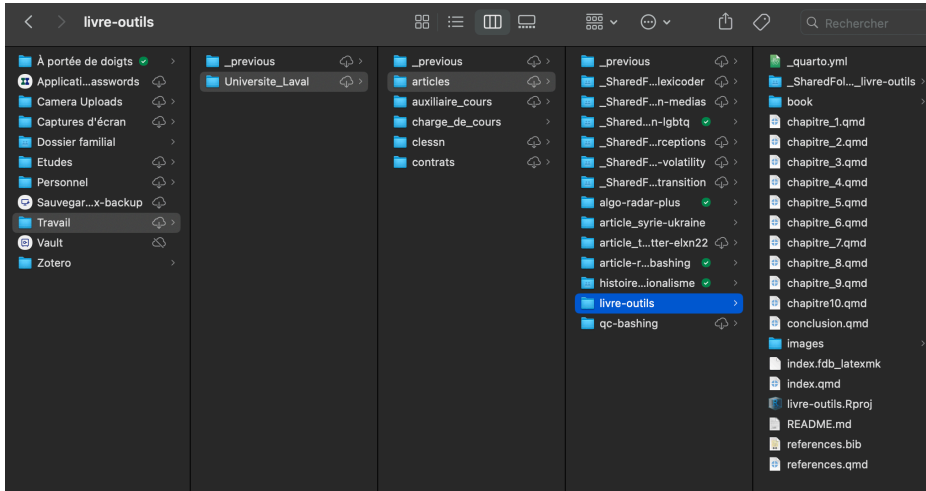 livre-outils
Rechercher
À portée de doigts
Applicati...asswords
Camera Uploads
Captures d'écran
Dossier familial
Etudes
Personnel
Sauvegar...x-backup
Travail
Vault
Zotero
_previous
Universite_Laval
_previous
articles
auxiliaire_cours
charge_de_cours
clessn
contrats
_previous
_SharedF...lexicoder
_SharedF...n-medias
_Shared...n-lgbtq
_SharedF...rceptions
_SharedF...-volatility
_SharedF...transition
algo-radar-plus
article_syrie-ukraine
article_t...tter-elxn22
article-r...bashing
histoire...ionalisme
livre-outils
qc-bashing
_quarto.yml
_SharedFol..._livre-outils
book
chapitre_1.qmd
chapitre_2.qmd
chapitre_3.qmd
chapitre_4.qmd
chapitre_5.qmd
chapitre_6.qmd
chapitre_7.qmd
chapitre_8.qmd
chapitre_9.qmd
chapitre10.qmd
conclusion.qmd
images
index.fdb_latexmk
index.qmd
livre-outils.Rproj
README.md
references.bib
references.qmd